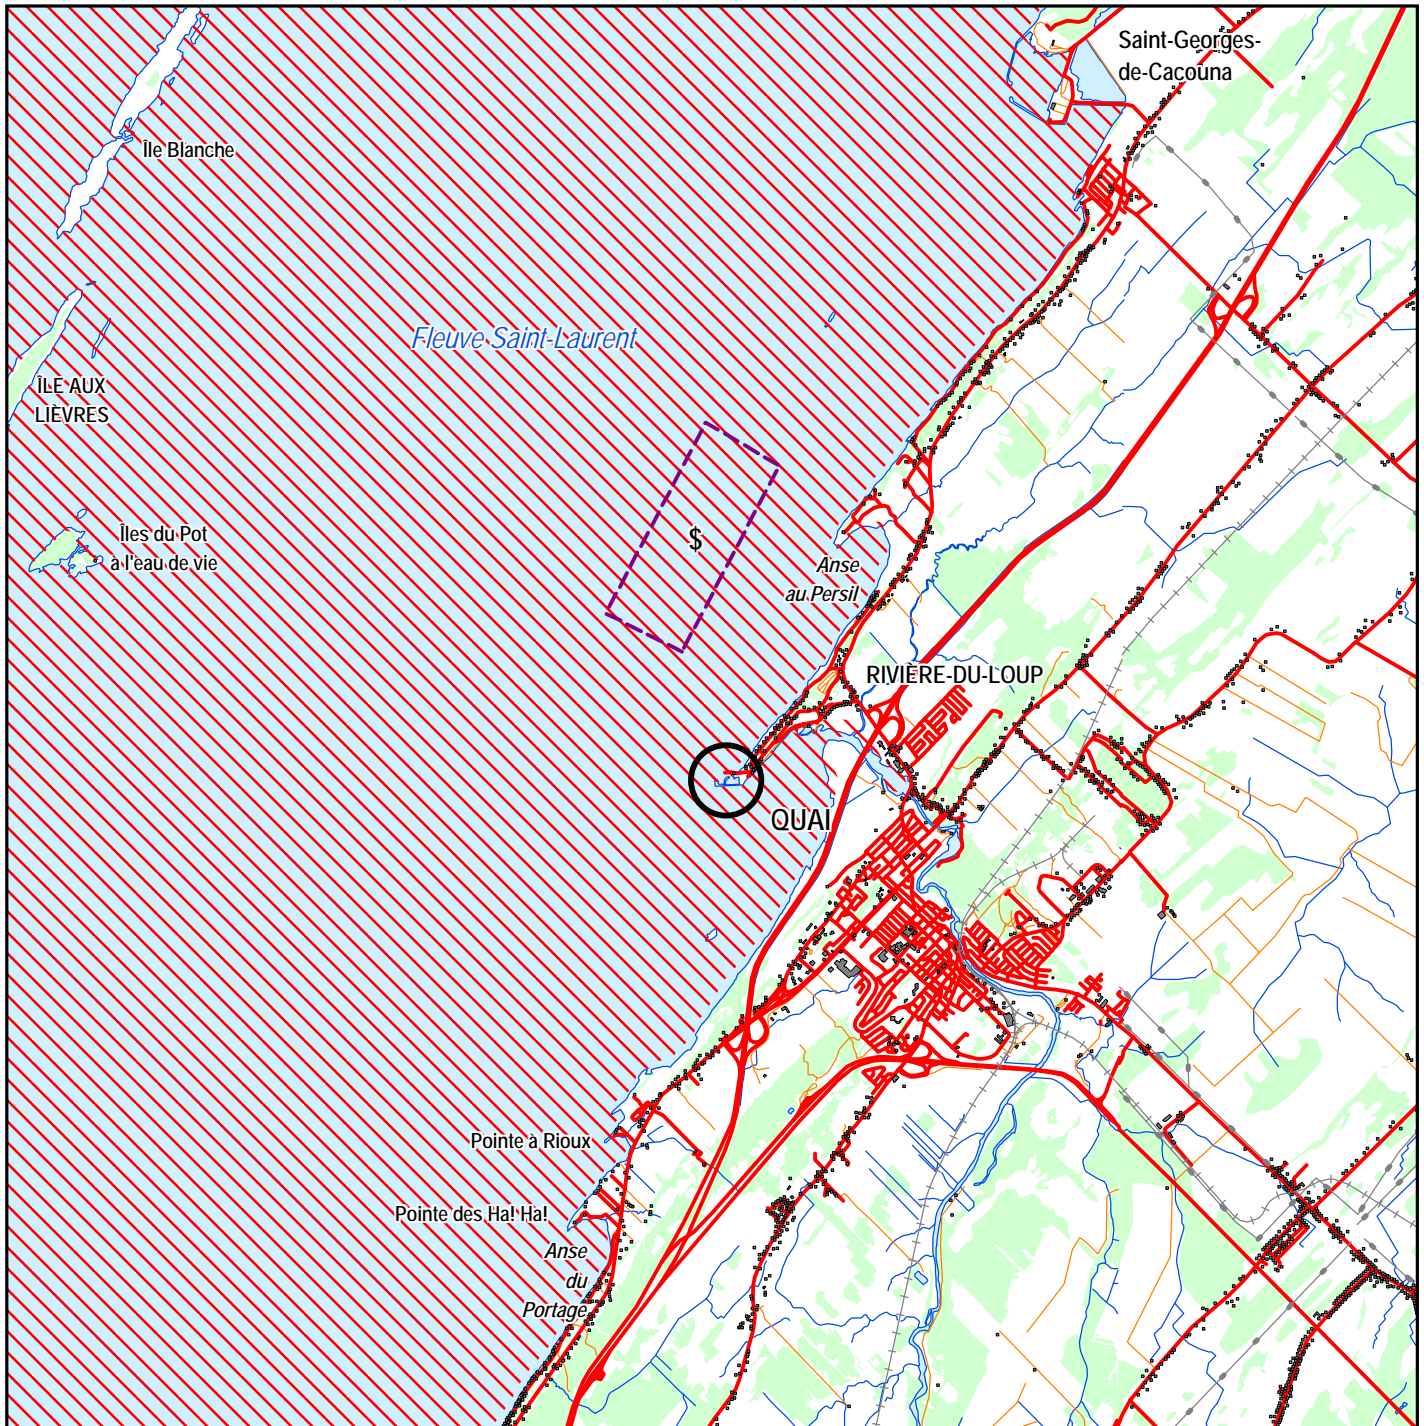 Saint-Georges-
de-Cacouna
Île Blanche
Fleuve Saint-Laurent
ÎLE AUX
LIÈVRES
$
Îles du Pot
à l'eau de vie
Anse
au Persil
RIVIÈRE-DU-LOUP
QUAI
Pointe à Rioux
Pointe des Ha! Ha!
Anse
du
Portage